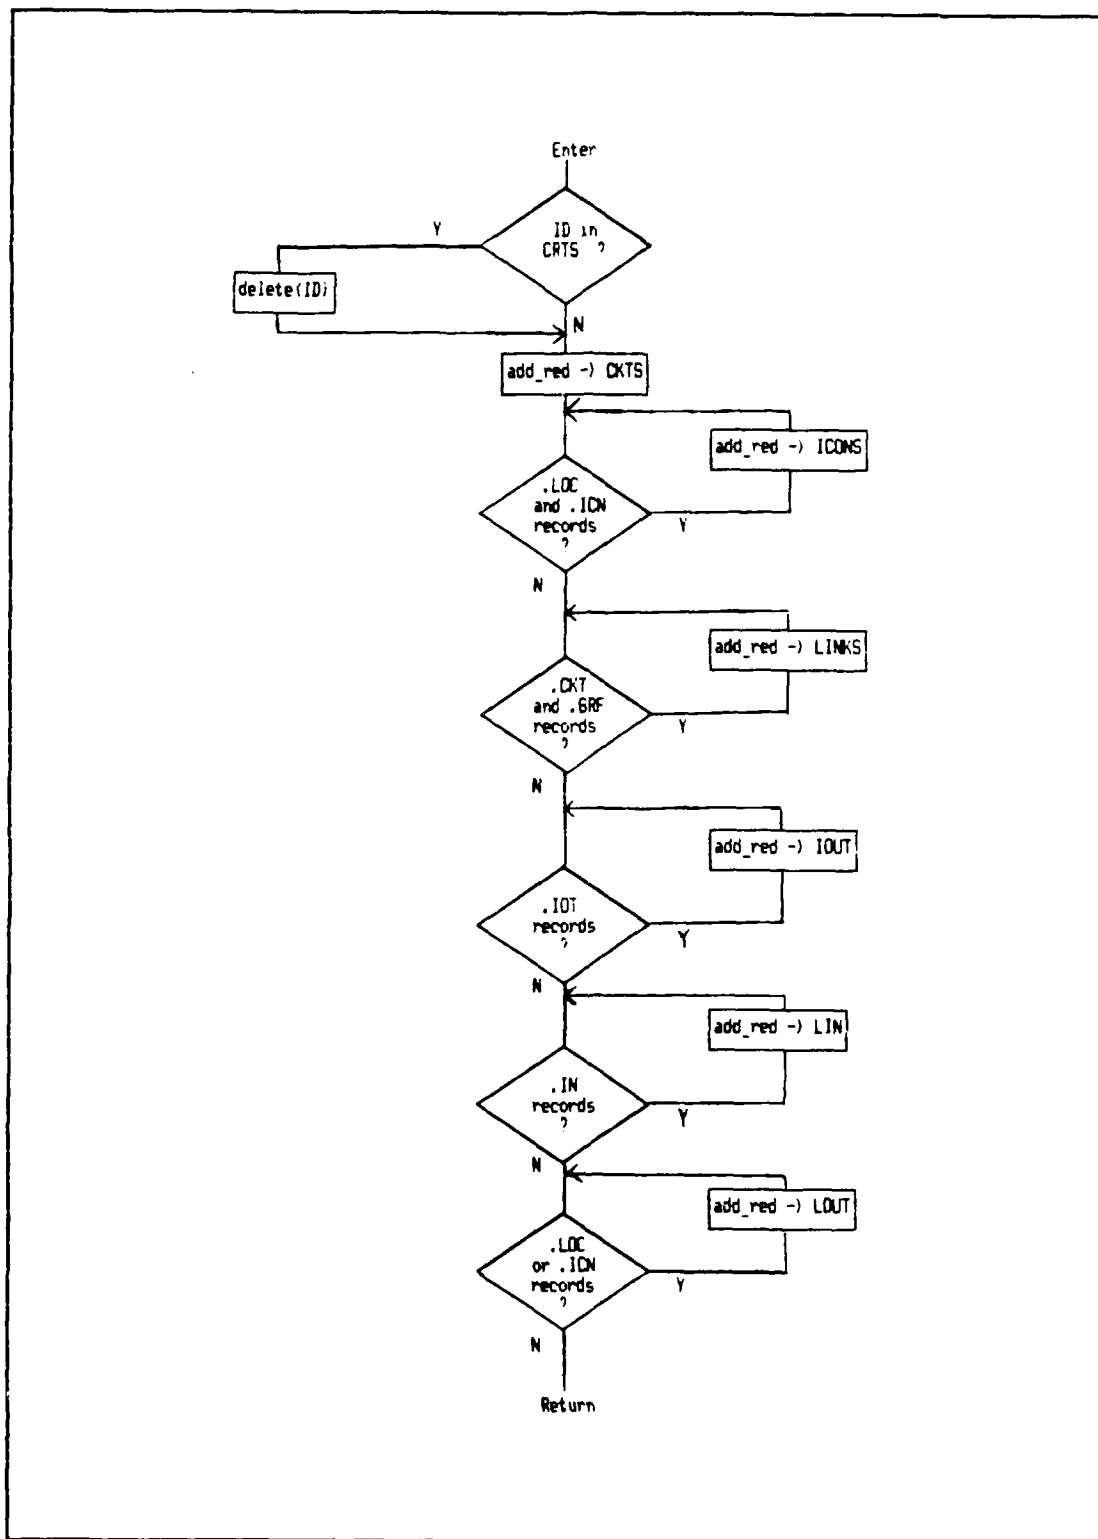 Enter
ID in
CRTS ?
Y
delete(ID)
N
add_red -) CKTS
add_red -) ICONS
.LOC
and .ICN
records
?
Y
N
add_red -) LINKS
.CKT
and .GRF
records
?
Y
N
add_red -) IOUT
.IOT
records
?
Y
N
add_red -) LIN
.IN
records
?
Y
N
add_red -) LOUT
.LOC
or .ICN
records
?
Y
N
Return